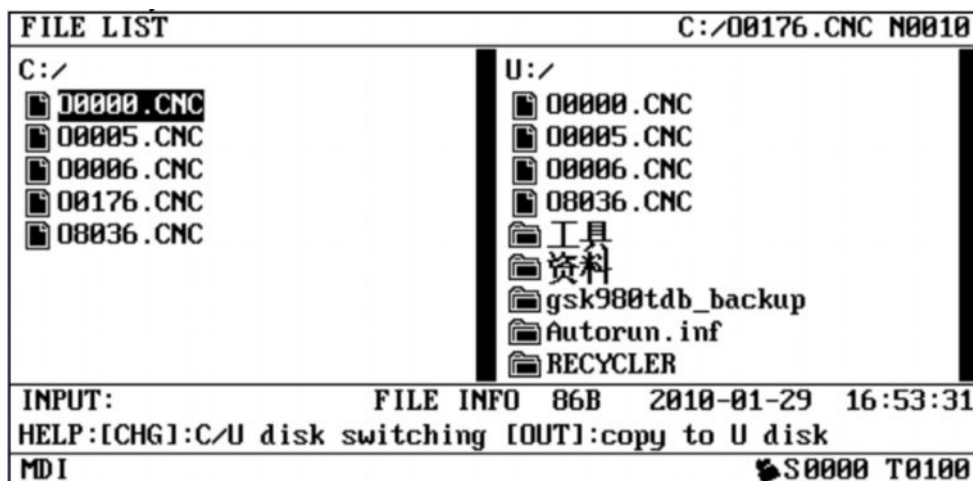 FILE LIST C:/O0176.CNC N0010
C:/
O0000.CNC
O0005.CNC
O0006.CNC
O0176.CNC
O8036.CNC
U:/
O0000.CNC
O0005.CNC
O0006.CNC
O8036.CNC
工具
资料
gsk980tdb_backup
Autorun.inf
RECYCLER
INPUT: FILE INFO 86B 2010-01-29 16:53:31
HELP:[CHG]:C/U disk switching [OUT]:copy to U disk
MDI S0000 T0100